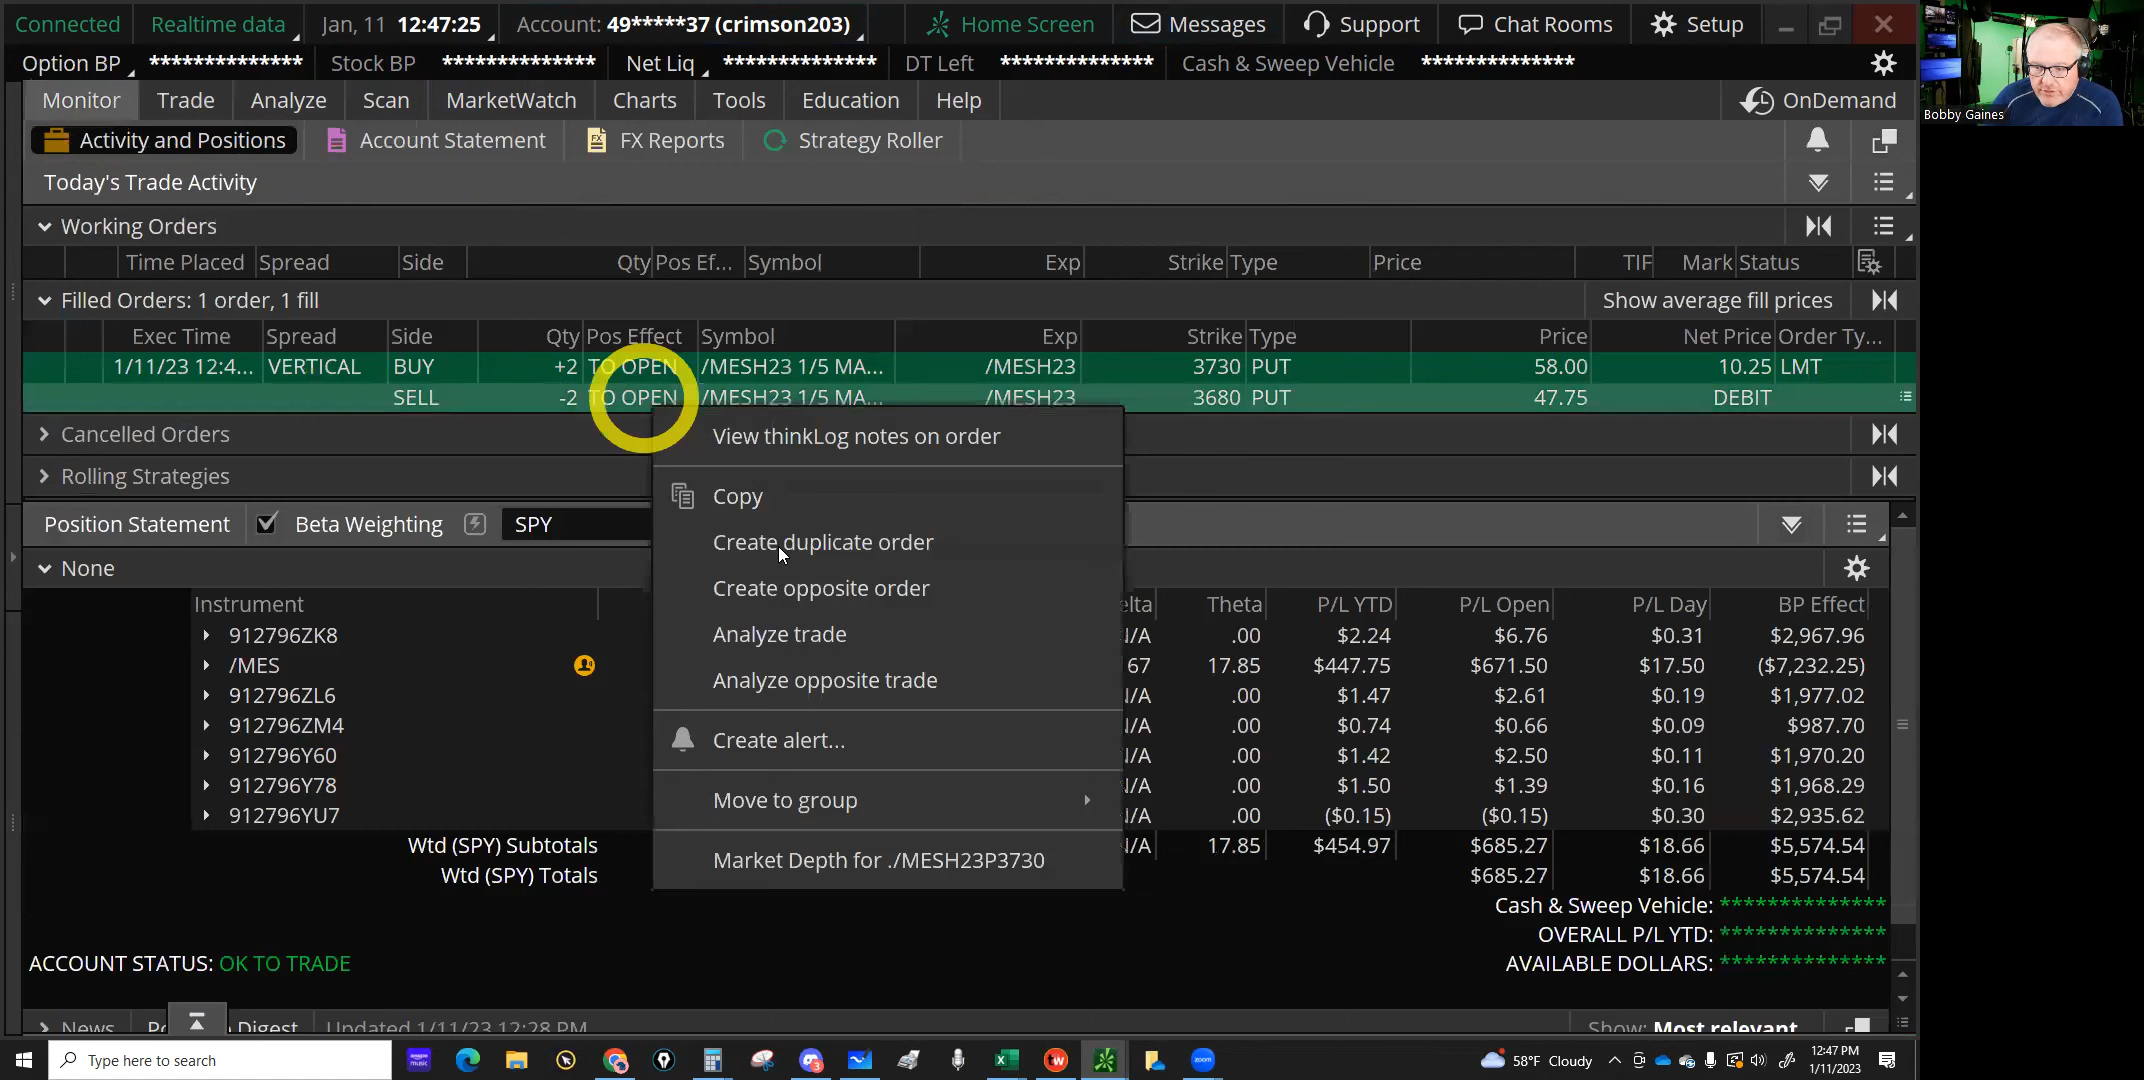 Connected Realtime data Jan, 11 12:47:25 Account: 49*****37 (crimson203) Home Screen Messages Support Chat Rooms Setup
Option BP ************** Stock BP ************** Net Liq ************** DT Left ************** Cash & Sweep Vehicle **************
Monitor Trade Analyze Scan MarketWatch Charts Tools Education Help OnDemand
Bobby Gaines
Activity and Positions Account Statement FX Reports Strategy Roller
Today's Trade Activity
Working Orders
Time Placed Spread Side Qty Pos Ef... Symbol Exp Strike Type Price TIF Mark Status
Filled Orders: 1 order, 1 fill Show average fill prices
Exec Time Spread Side Qty Pos Effect Symbol Exp Strike Type Price Net Price Order Ty...
1/11/23 12:4... VERTICAL BUY +2 TO OPEN /MESH23 1/5 MA... /MESH23 3730 PUT 58.00 10.25 LMT
SELL -2 TO OPEN /MESH23 1/5 MA... /MESH23 3680 PUT 47.75 DEBIT
Cancelled Orders
Rolling Strategies
View thinkLog notes on order
Copy
Create duplicate order
Create opposite order
Analyze trade
Analyze opposite trade
Create alert...
Move to group
Market Depth for ./MESH23P3730
Position Statement Beta Weighting SPY
None
Instrument elta Theta P/L YTD P/L Open P/L Day BP Effect
912796ZK8 I/A .00 $2.24 $6.76 $0.31 $2,967.96
/MES 67 17.85 $447.75 $671.50 $17.50 ($7,232.25)
912796ZL6 I/A .00 $1.47 $2.61 $0.19 $1,977.02
912796ZM4 I/A .00 $0.74 $0.66 $0.09 $987.70
912796Y60 I/A .00 $1.42 $2.50 $0.11 $1,970.20
912796Y78 I/A .00 $1.50 $1.39 $0.16 $1,968.29
912796YU7 I/A .00 ($0.15) ($0.15) $0.30 $2,935.62
Wtd (SPY) Subtotals I/A 17.85 $454.97 $685.27 $18.66 $5,574.54
Wtd (SPY) Totals $685.27 $18.66 $5,574.54
Cash & Sweep Vehicle: **************
OVERALL P/L YTD: **************
AVAILABLE DOLLARS: **************
ACCOUNT STATUS: OK TO TRADE
News Po Digest Updated 1/11/23 12:28 PM Show: Most relevant
Type here to search 58°F Cloudy 12:47 PM
1/11/2023